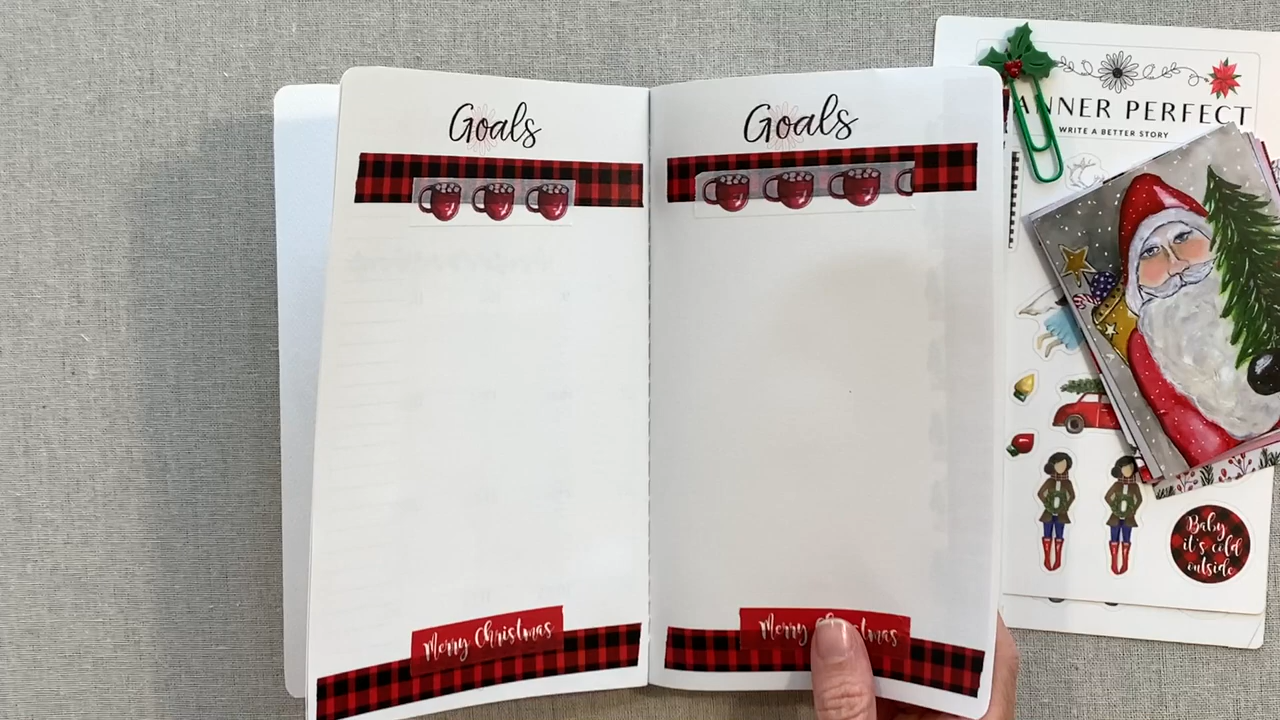 Goals
Merry Christmas
Goals
Merry Christmas
ANNER PERFECT
WRITE A BETTER STORY
Baby
it's cold
outside